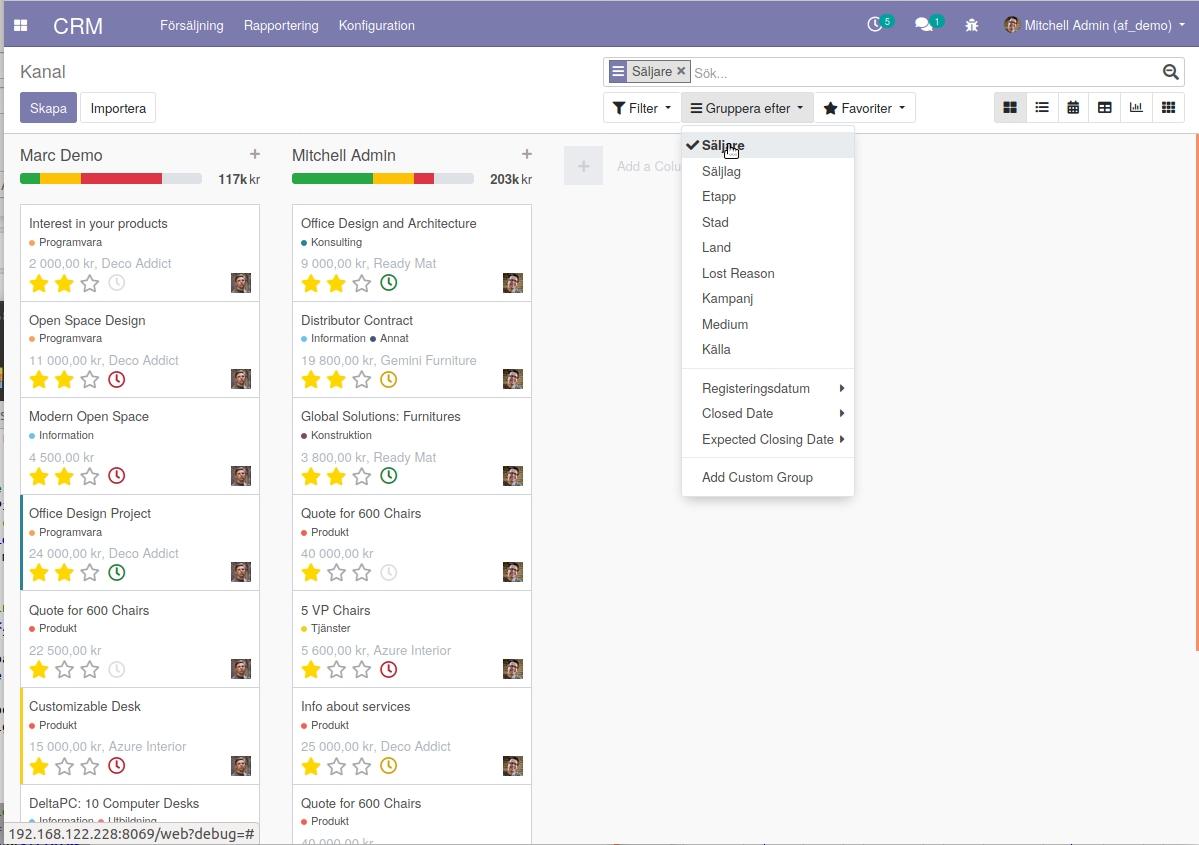 CRM
Försäljning Rapportering Konfiguration
5 1 Mitchell Admin (af_demo)
Kanal
Säljare × Sök...
Skapa Importera
Filter Gruppera efter Favoriter
Marc Demo +
117k kr
Interest in your products
Programvara
2 000,00 kr, Deco Addict
Open Space Design
Programvara
11 000,00 kr, Deco Addict
Modern Open Space
Information
4 500,00 kr
Office Design Project
Programvara
24 000,00 kr, Deco Addict
Quote for 600 Chairs
Produkt
22 500,00 kr
Customizable Desk
Produkt
15 000,00 kr, Azure Interior
DeltaPC: 10 Computer Desks
Information Utbildning
Mitchell Admin +
203k kr
Office Design and Architecture
Konsulting
9 000,00 kr, Ready Mat
Distributor Contract
Information Annat
19 800,00 kr, Gemini Furniture
Global Solutions: Furnitures
Konstruktion
3 800,00 kr, Ready Mat
Quote for 600 Chairs
Produkt
40 000,00 kr
5 VP Chairs
Tjänster
5 600,00 kr, Azure Interior
Info about services
Produkt
25 000,00 kr, Deco Addict
Quote for 600 Chairs
Produkt
40 000,00 kr
+ Add a Colu
Säljare
Säljlag
Etapp
Stad
Land
Lost Reason
Kampanj
Medium
Källa
Registeringsdatum
Closed Date
Expected Closing Date
Add Custom Group
192.168.122.228:8069/web?debug=#